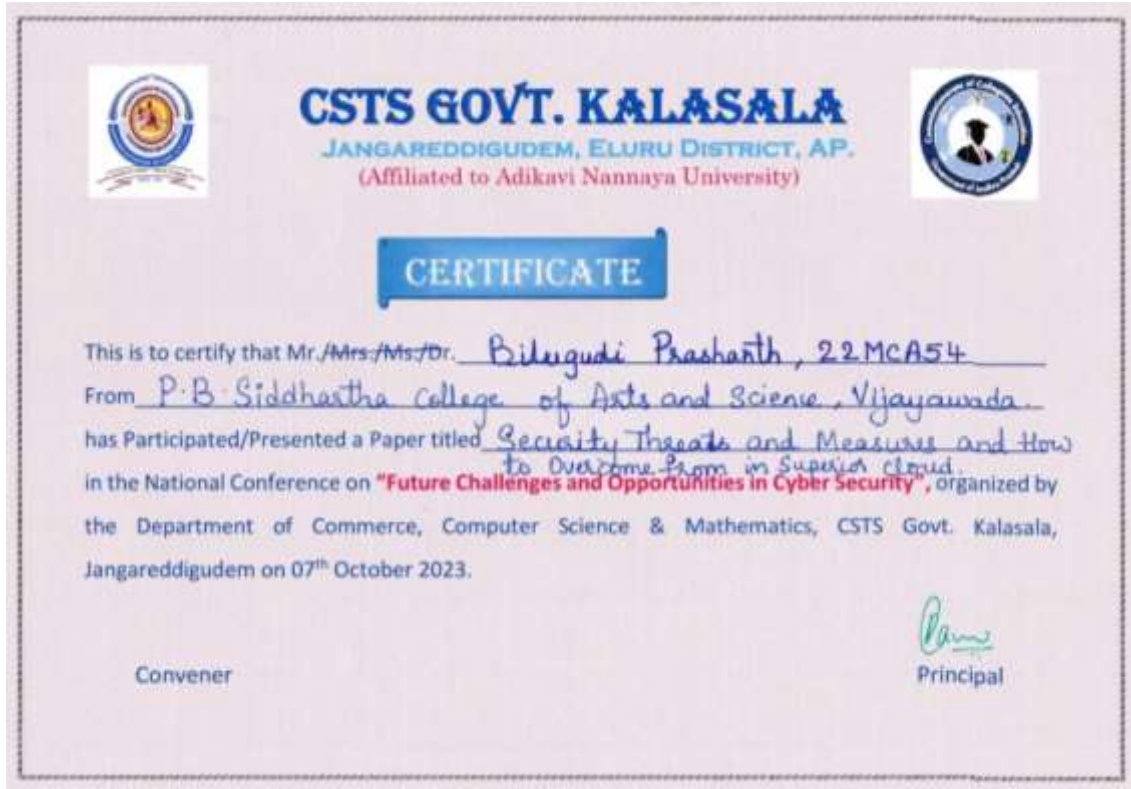 CSTS GOVT. KALASALA
JANGAREDDIGUDEM, ELURU DISTRICT, AP.
(Affiliated to Adikavi Nannaya University)
CERTIFICATE
This is to certify that Mr./Mrs./Ms./Dr. Bilugudi Prashanth, 22MCA54
From P.B. Siddhartha College of Arts and Science, Vijayawada.
has Participated/Presented a Paper titled Security Threats and Measures and How
to Overcome From in Superior cloud.
in the National Conference on "Future Challenges and Opportunities in Cyber Security", organized by
the Department of Commerce, Computer Science & Mathematics, CSTS Govt. Kalasala,
Jangareddigudem on 07th October 2023.
Convener
Principal